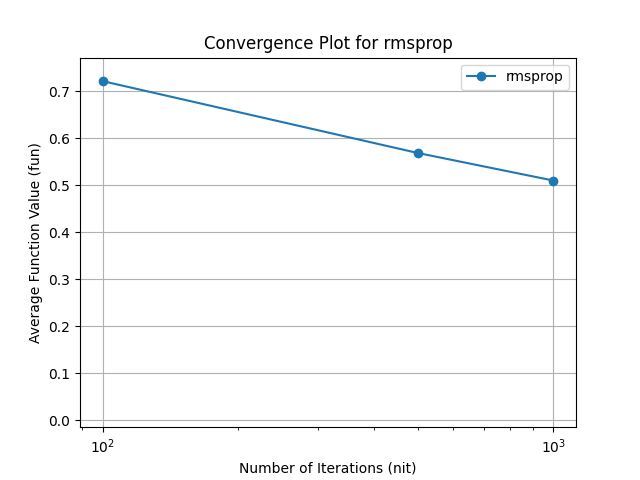 Convergence Plot for rmsprop
rmsprop
Average Function Value (fun)
0.7
0.6
0.5
0.4
0.3
0.2
0.1
0.0
10²
10³
Number of Iterations (nit)